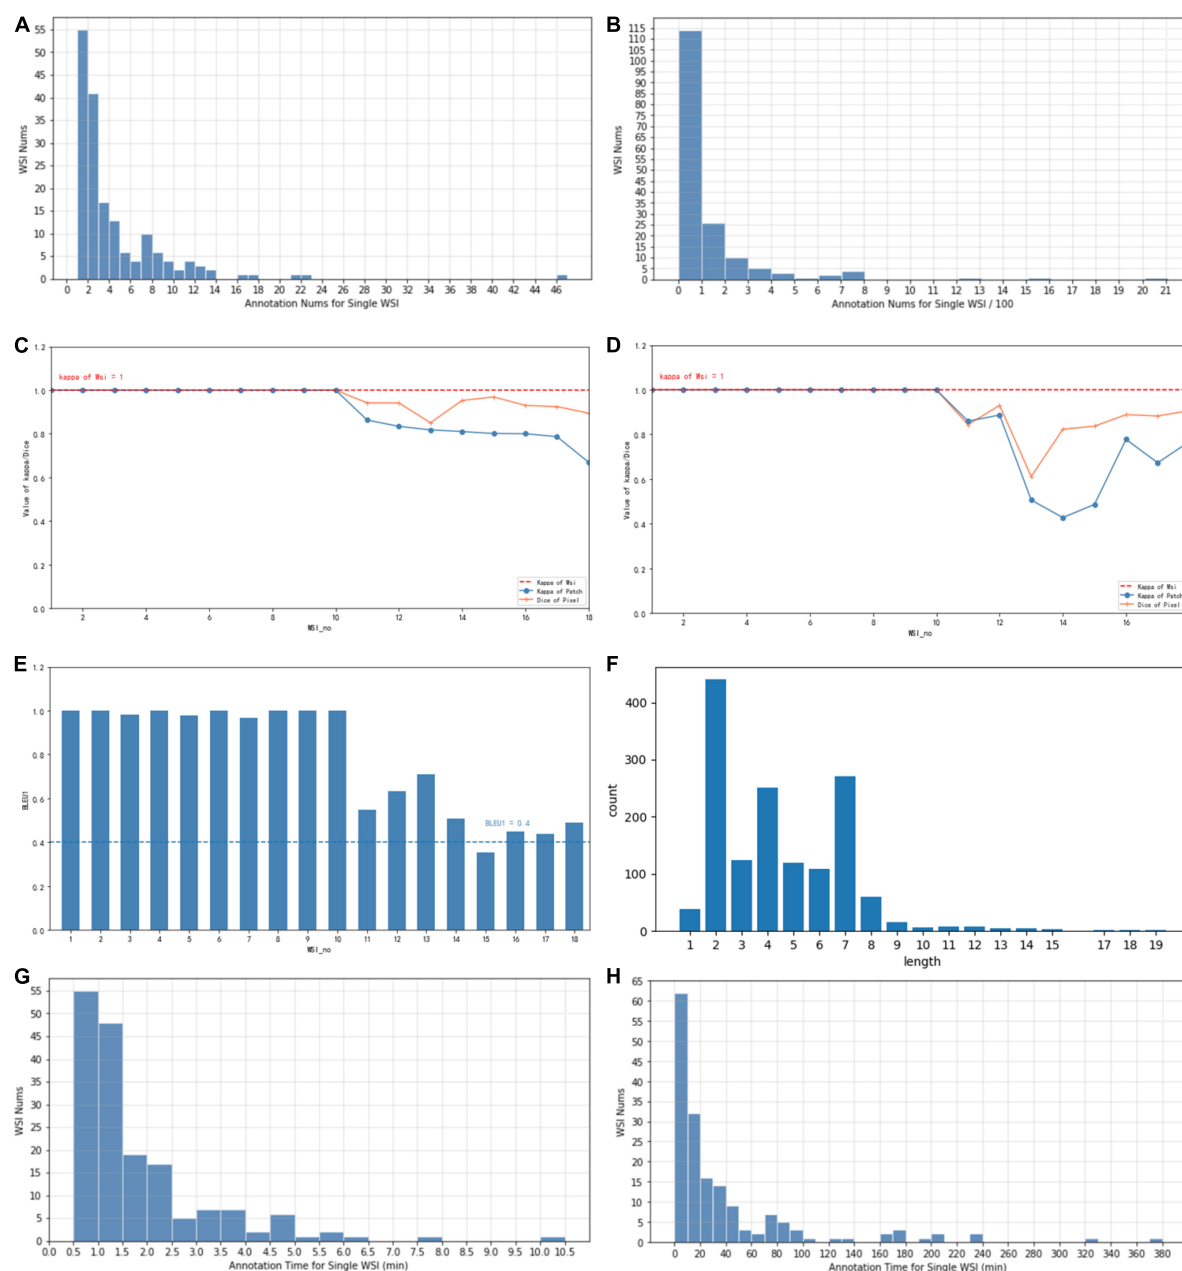 A
55
50
45
40
35
30
25
20
15
10
5
0
WSI Nums
0 2 4 6 8 10 12 14 16 18 20 22 24 26 28 30 32 34 36 38 40 42 44 46
Annotation Nums for Single WSI
B
115
110
105
100
95
90
85
80
75
70
65
60
55
50
45
40
35
30
25
20
15
10
5
0
WSI Nums
0 1 2 3 4 5 6 7 8 9 10 11 12 13 14 15 16 17 18 19 20 21
Annotation Nums for Single WSI / 100
C
1.2
1.0
0.8
0.6
0.4
0.2
0.0
Value of kappa/Dice
kappa of Wsi = 1
Kappa of Wsi
Kappa of Patch
Dice of Pixel
2 4 6 8 10 12 14 16 18
WSI_no
D
1.2
1.0
0.8
0.6
0.4
0.2
0.0
Value of kappa/Dice
kappa of Wsi = 1
Kappa of Wsi
Kappa of Patch
Dice of Pixel
2 4 6 8 10 12 14 16
WSI_no
E
1.2
1.0
0.8
0.6
0.4
0.2
0.0
BLEU1
BLEU1 = 0.4
1 2 3 4 5 6 7 8 9 10 11 12 13 14 15 16 17 18
WSI_no
F
400
300
200
100
0
count
1 2 3 4 5 6 7 8 9 10 11 12 13 14 15 17 18 19
length
G
55
50
45
40
35
30
25
20
15
10
5
0
WSI Nums
0.0 0.5 1.0 1.5 2.0 2.5 3.0 3.5 4.0 4.5 5.0 5.5 6.0 6.5 7.0 7.5 8.0 8.5 9.0 9.5 10.0 10.5
Annotation Time for Single WSI (min)
H
65
60
55
50
45
40
35
30
25
20
15
10
5
0
WSI Nums
0 20 40 60 80 100 120 140 160 180 200 220 240 260 280 300 320 340 360 380
Annotation Time for Single WSI (min)